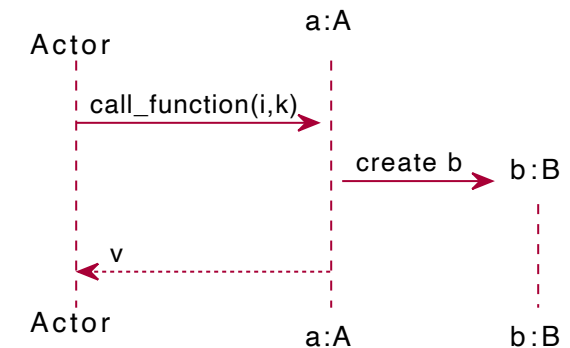 a:A
Actor
call_function(i,k)
create b
b:B
v
Actor
a:A
b:B